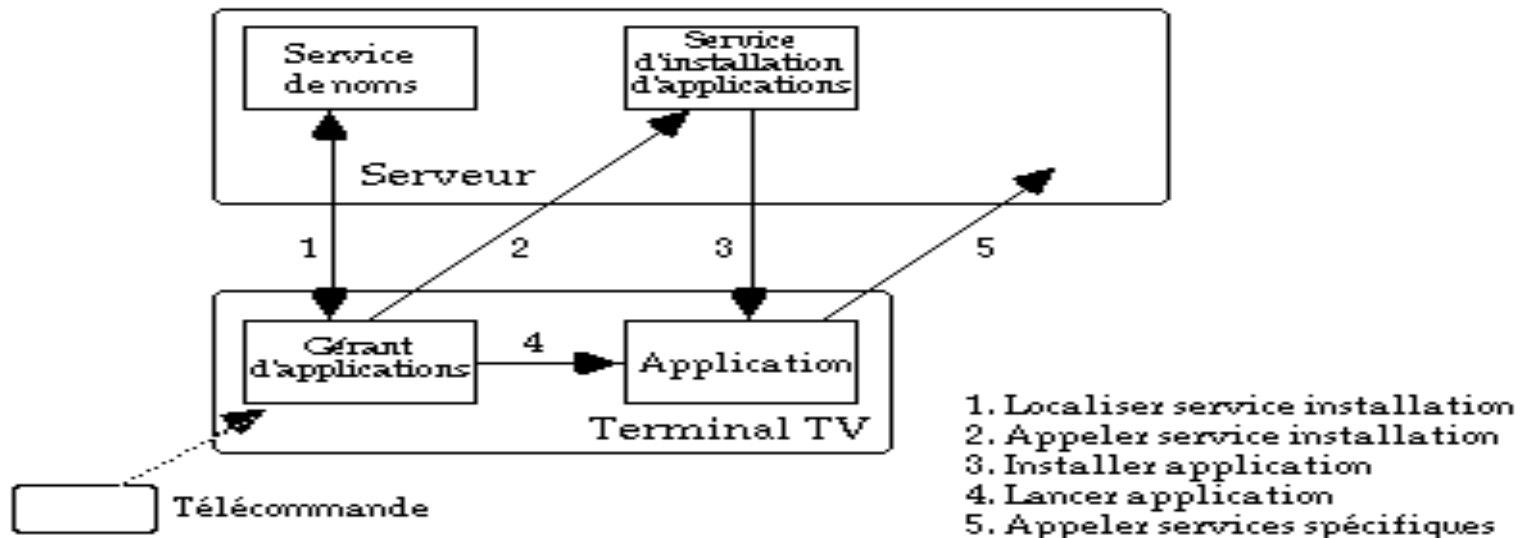 Service
de noms
Service
d'installation
d'applications
Serveur
1
2
3
5
Gérant
d'applications
4
Application
Terminal TV
Télécommande
1. Localiser service installation
2. Appeler service installation
3. Installer application
4. Lancer application
5. Appeler services spécifiques